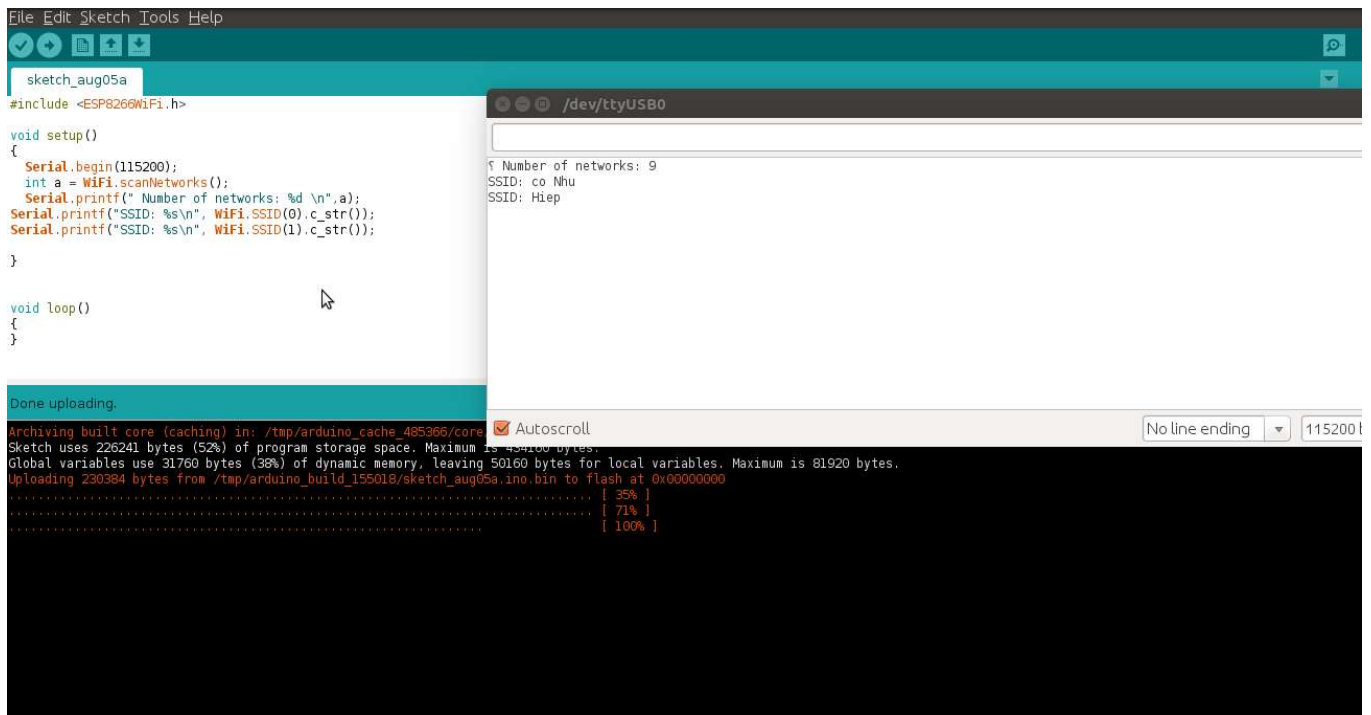 File Edit Sketch Tools Help
sketch_aug05a
#include <ESP8266WiFi.h>
void setup()
{
Serial.begin(115200);
int a = WiFi.scanNetworks();
Serial.printf(" Number of networks: %d \n",a);
Serial.printf("SSID: %s\n", WiFi.SSID(0).c_str());
Serial.printf("SSID: %s\n", WiFi.SSID(1).c_str());
}
void loop()
{
}
/dev/ttyUSB0
Number of networks: 9
SSID: co Nhu
SSID: Hiep
Autoscroll
No line ending
115200
Done uploading.
Archiving built core (caching) in: /tmp/arduino_cache_485366/core
Sketch uses 226241 bytes (52%) of program storage space. Maximum is 434160 bytes.
Global variables use 31760 bytes (38%) of dynamic memory, leaving 50160 bytes for local variables. Maximum is 81920 bytes.
Uploading 230384 bytes from /tmp/arduino_build_155018/sketch_aug05a.ino.bin to flash at 0x00000000
................................................................................ [ 35% ]
................................................................................ [ 71% ]
................................................................. [ 100% ]